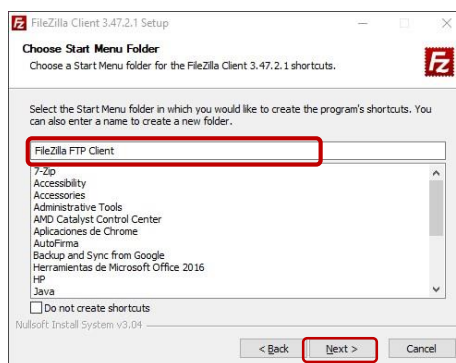 FileZilla Client 3.47.2.1 Setup
Choose Start Menu Folder
Choose a Start Menu folder for the FileZilla Client 3.47.2.1 shortcuts.
Select the Start Menu folder in which you would like to create the program's shortcuts. You
can also enter a name to create a new folder.
FileZilla FTP Client
7-Zip
Accessibility
Accessories
Administrative Tools
AMD Catalyst Control Center
Aplicaciones de Chrome
AutoFirma
Backup and Sync from Google
Herramientas de Microsoft Office 2016
HP
Java
Do not create shortcuts
Nullsoft Install System v3.04
< Back Next > Cancel